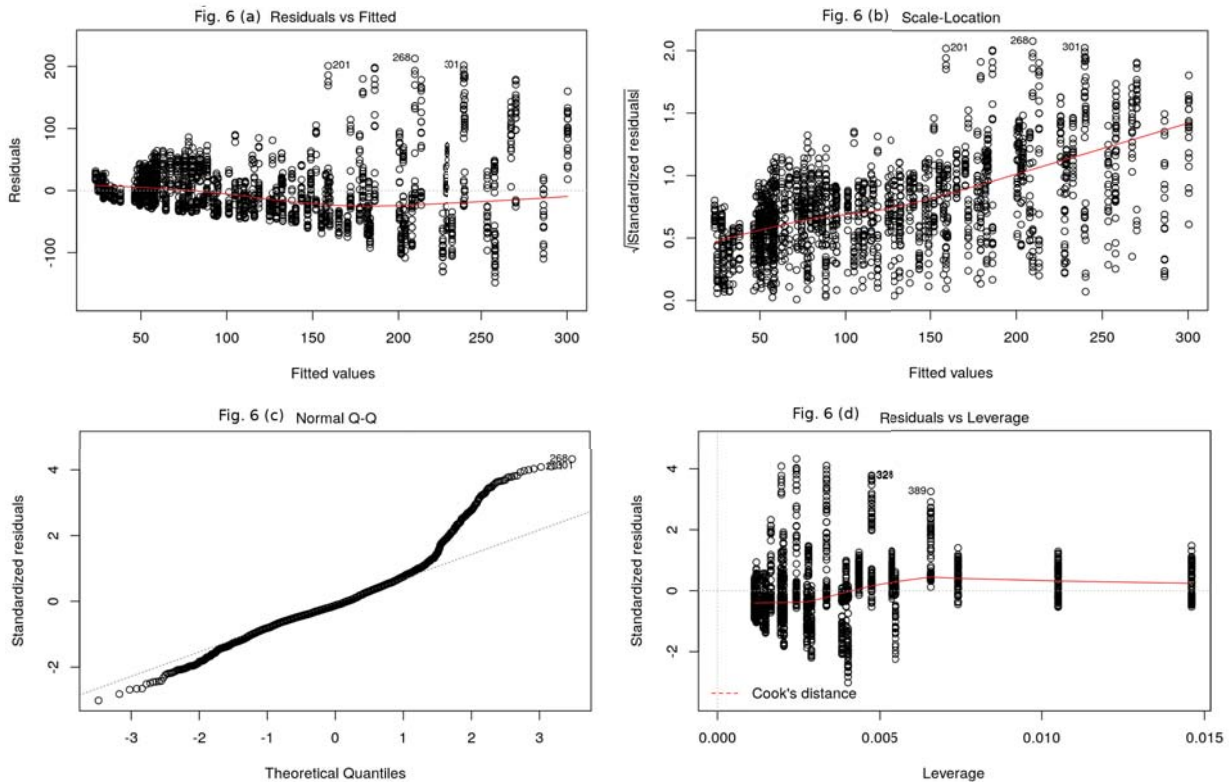 Fig. 6 (a) Residuals vs Fitted
Residuals
200
100
0
-100
201
268
301
50 100 150 200 250 300
Fitted values
Fig. 6 (b) Scale-Location
√|Standardized residuals|
2.0
1.5
1.0
0.5
0.0
201
268
301
50 100 150 200 250 300
Fitted values
Fig. 6 (c) Normal Q-Q
Standardized residuals
4
2
0
-2
268
301
-3 -2 -1 0 1 2 3
Theoretical Quantiles
Fig. 6 (d) Residuals vs Leverage
Standardized residuals
4
2
0
-2
389
Cook's distance
0.000 0.005 0.010 0.015
Leverage